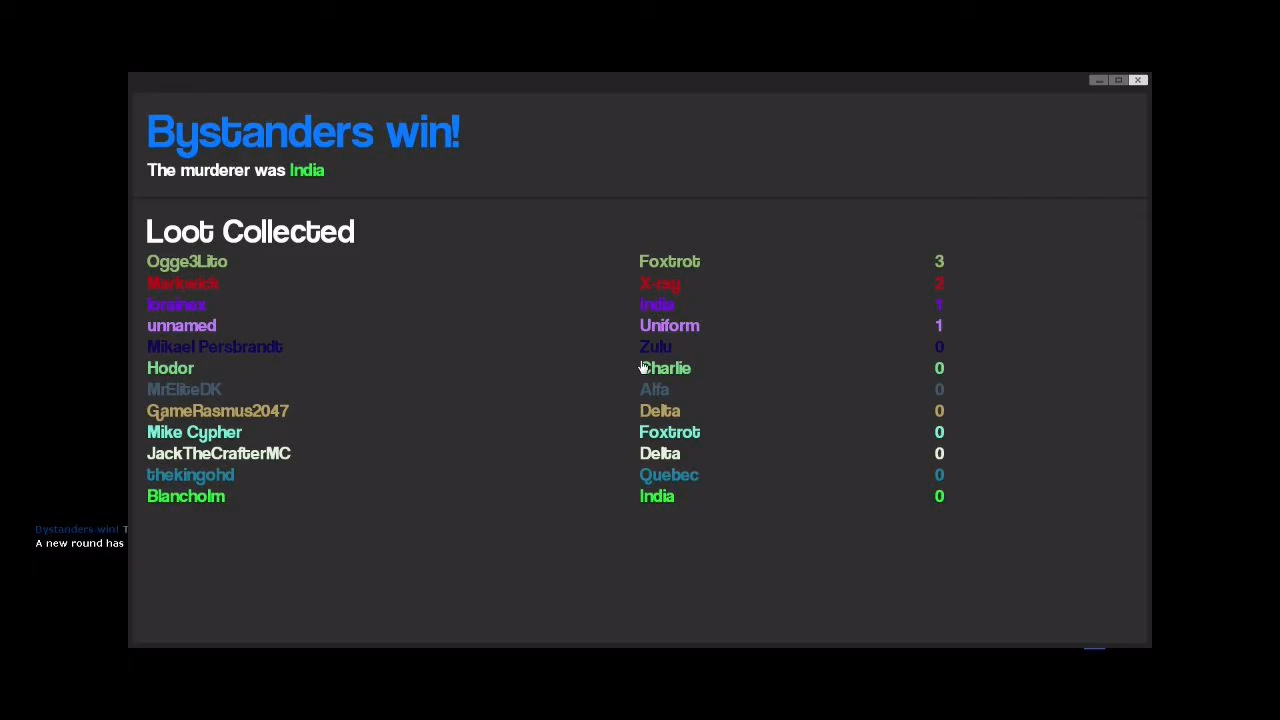 Bystanders win!
The murderer was India
Loot Collected
Ogge3Lito Foxtrot 3
Markwick X-ray 2
lorainex India 1
unnamed Uniform 1
Mikael Persbrandt Zulu 0
Hodor Charlie 0
MrEliteDK Alfa 0
GameRasmus2047 Delta 0
Mike Cypher Foxtrot 0
JackTheCrafterMC Delta 0
thekingohd Quebec 0
Blancholm India 0
Bystanders win! T
A new round has